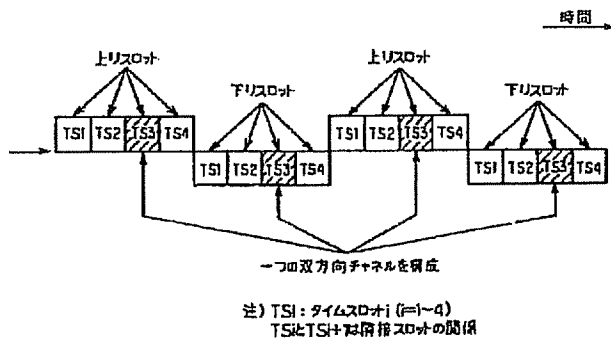 時間
上りスロット
上りスロット
下りスロット
下りスロット
TS1 TS2 TS3 TS4
TS1 TS2 TS3 TS4
TS1 TS2 TS3 TS4
TS1 TS2 TS3 TS4
一つの双方向チャネルを構成
注) TSi: タイムスロットi (i=1~4)
TSiとTSi+1は隣接スロットの関係